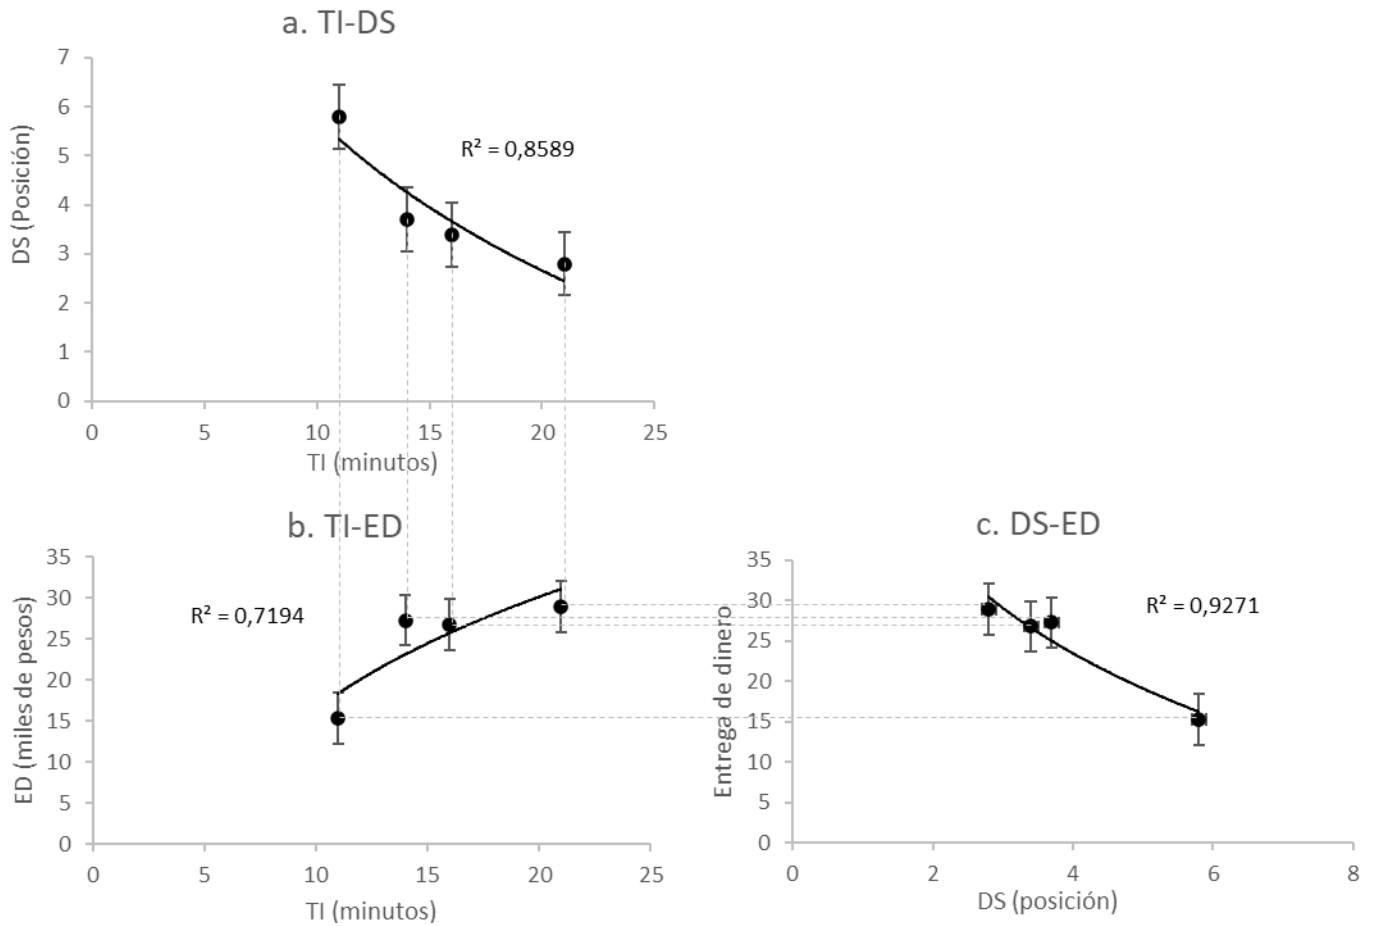 a. TI-DS
DS (Posición)
7
6
5
4
3
2
1
0
R² = 0,8589
0 5 10 15 20 25
TI (minutos)
b. TI-ED
ED (miles de pesos)
35
30
25
20
15
10
5
0
R² = 0,7194
0 5 10 15 20 25
TI (minutos)
c. DS-ED
Entrega de dinero
35
30
25
20
15
10
5
0
R² = 0,9271
0 2 4 6 8
DS (posición)